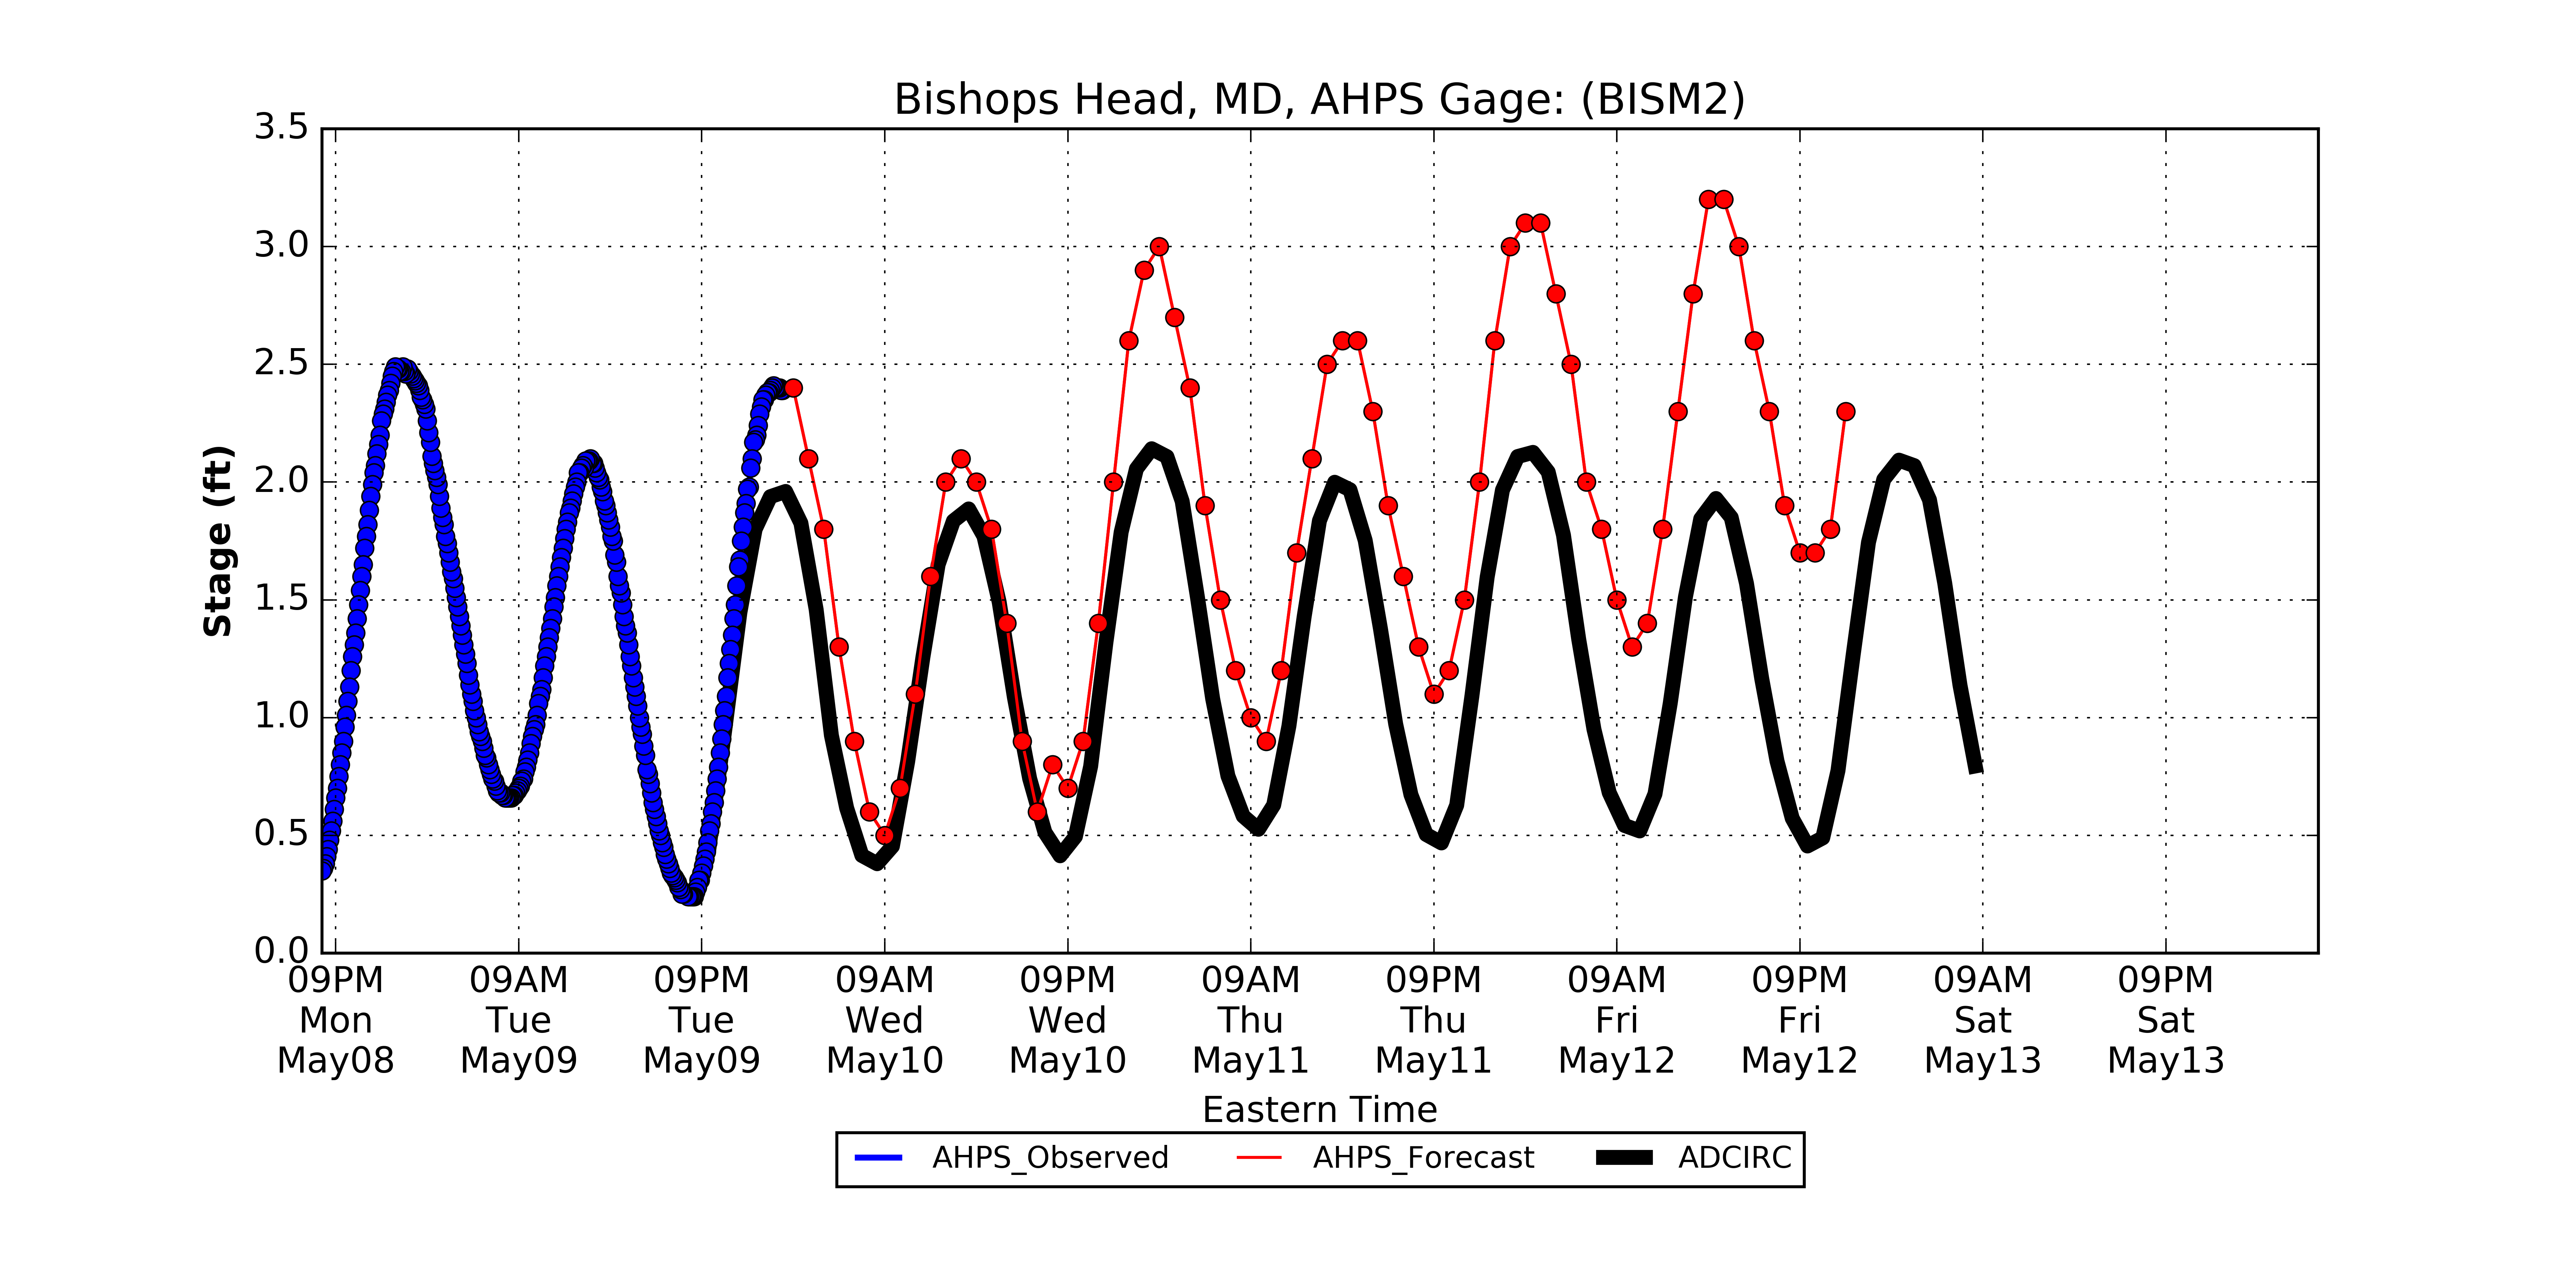 Bishops Head, MD, AHPS Gage: (BISM2)
3.5
3.0
2.5
2.0
1.5
1.0
0.5
0.0
Stage (ft)
09PM 09AM 09PM 09AM 09PM 09AM 09PM 09AM 09PM 09AM 09PM
Mon Tue Tue Wed Wed Thu Thu Fri Fri Sat Sat
May08 May09 May09 May10 May10 May11 May11 May12 May12 May13 May13
Eastern Time
AHPS_Observed AHPS_Forecast ADCIRC